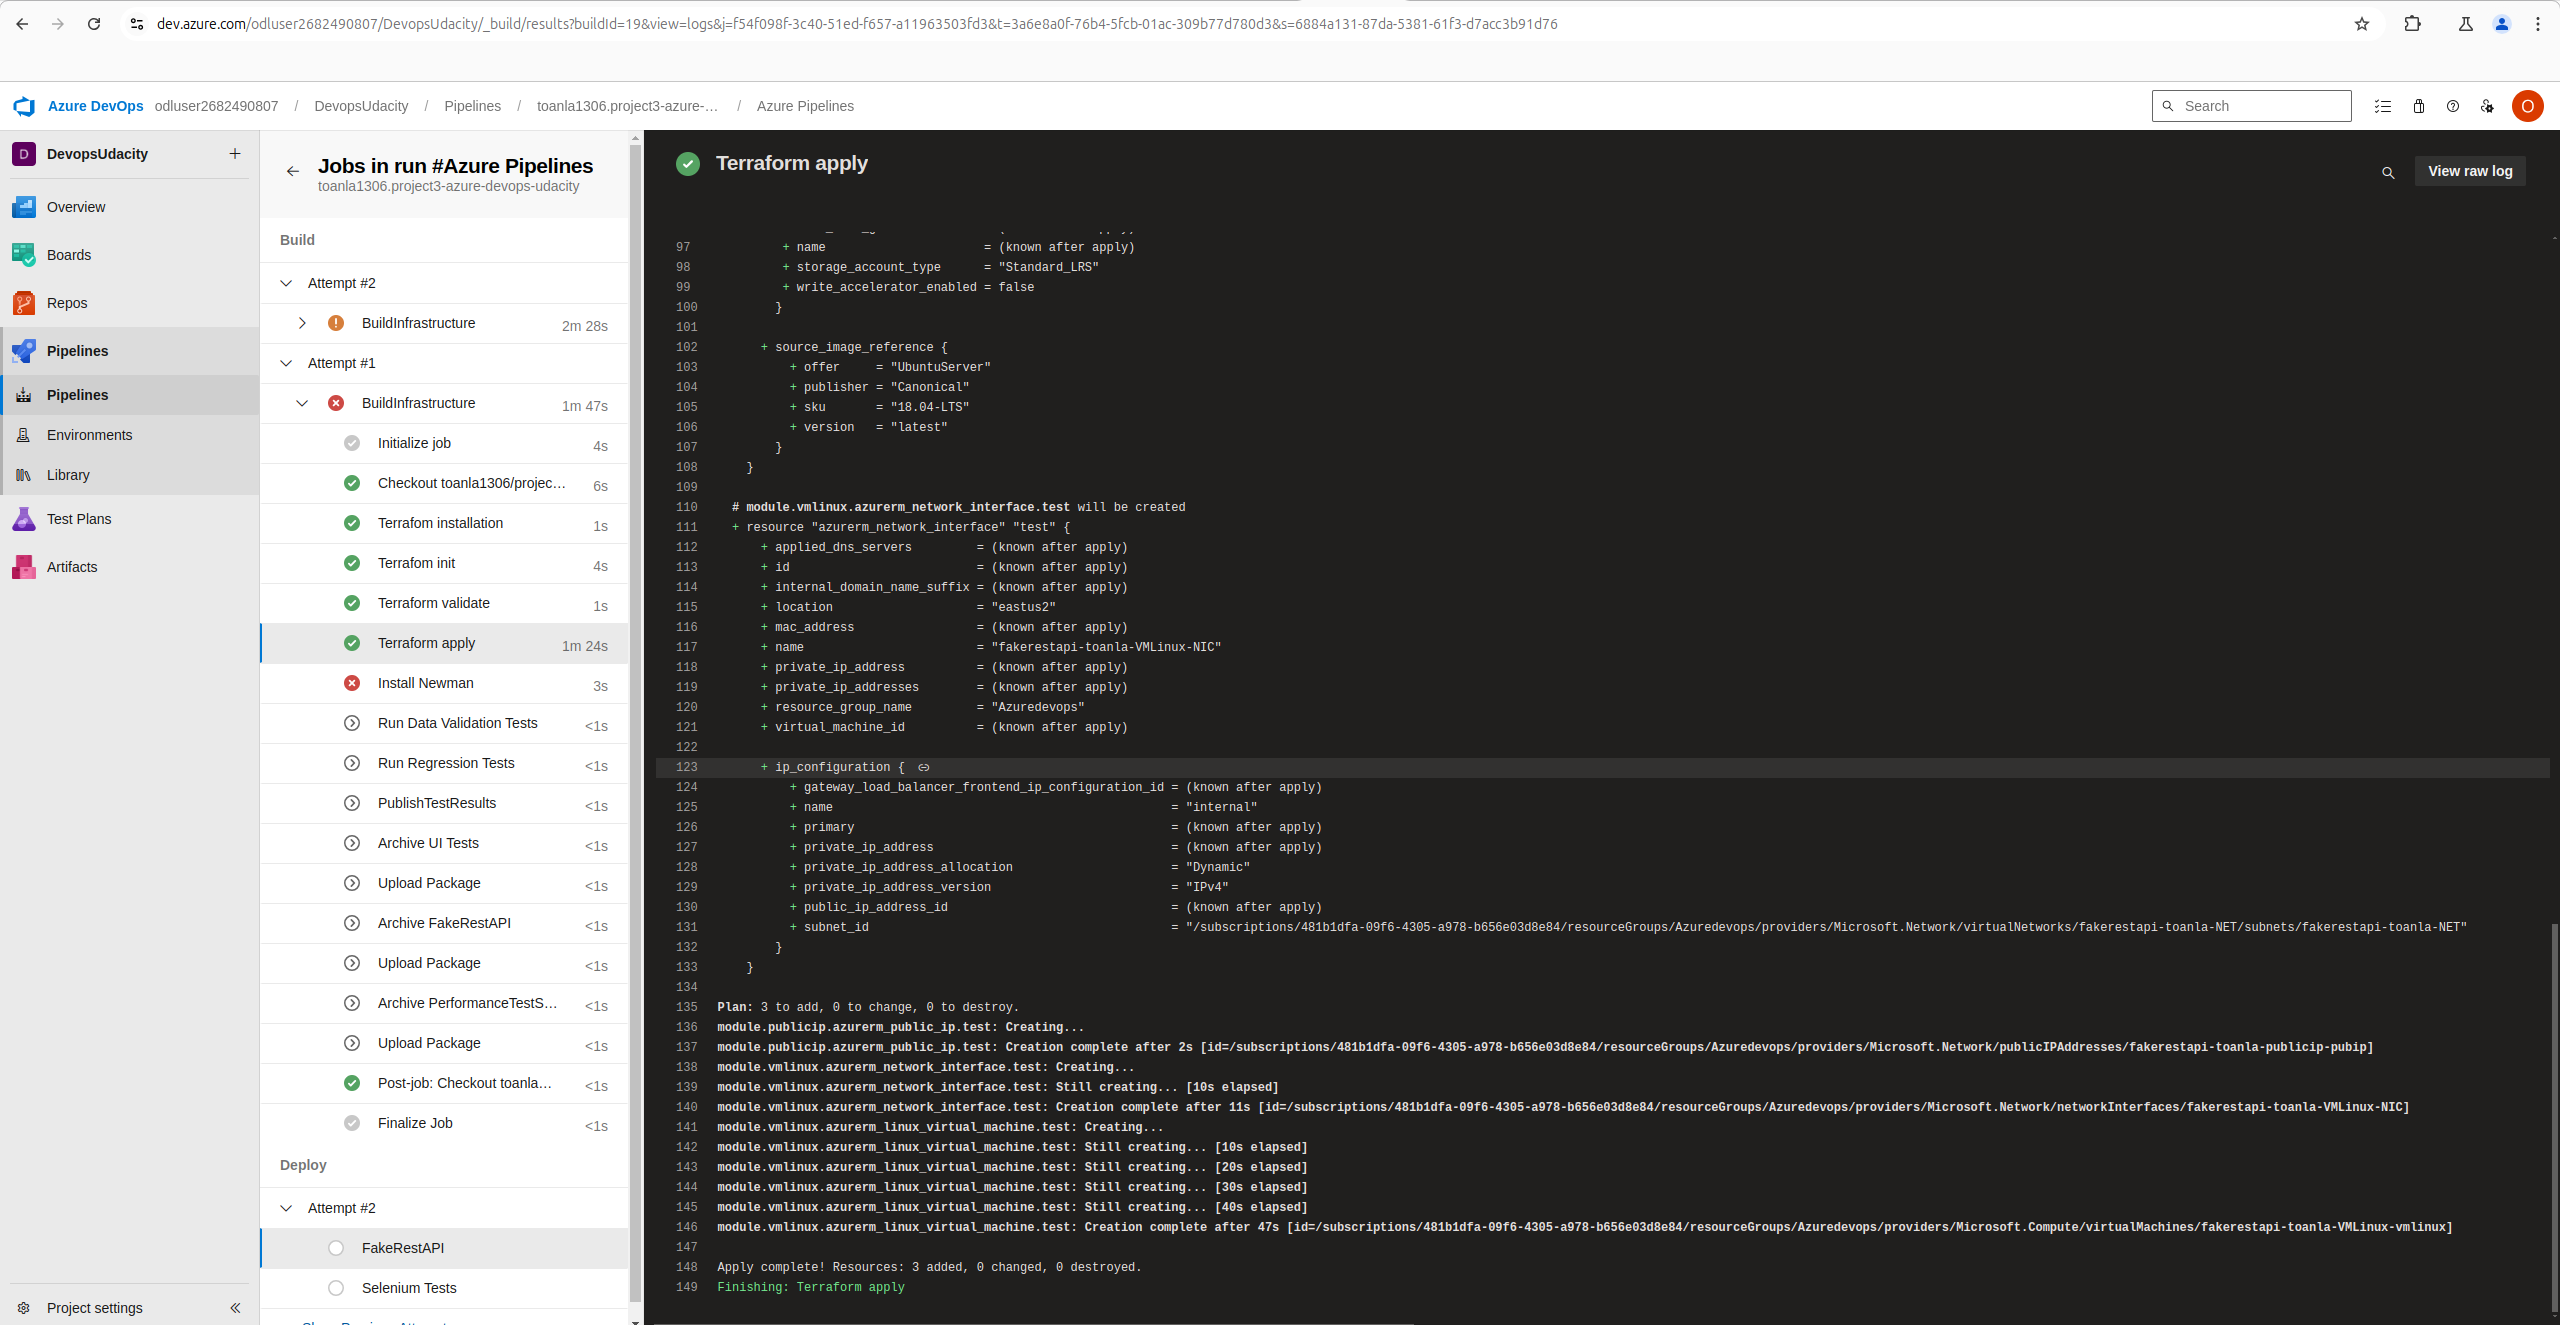 dev.azure.com/odluser2682490807/DevopsUdacity/_build/results?buildId=19&view=logs&j=f54f098f-3c40-51ed-f657-a11963503fd3&t=3a6e8a0f-76b4-5fcb-01ac-309b77d780d3&s=6884a131-87da-5381-61f3-d7acc3b91d76
Azure DevOps odluser2682490807 / DevopsUdacity / Pipelines / toanla1306.project3-azure-... / Azure Pipelines
Search
O
D DevopsUdacity +
Overview
Boards
Repos
Pipelines
Pipelines
Environments
Library
Test Plans
Artifacts
Project settings
Jobs in run #Azure Pipelines
toanla1306.project3-azure-devops-udacity
Build
Attempt #2
BuildInfrastructure 2m 28s
Attempt #1
BuildInfrastructure 1m 47s
Initialize job 4s
Checkout toanla1306/projec... 6s
Terrafom installation 1s
Terrafom init 4s
Terraform validate 1s
Terraform apply 1m 24s
Install Newman 3s
Run Data Validation Tests <1s
Run Regression Tests <1s
PublishTestResults <1s
Archive UI Tests <1s
Upload Package <1s
Archive FakeRestAPI <1s
Upload Package <1s
Archive PerformanceTestS... <1s
Upload Package <1s
Post-job: Checkout toanla... <1s
Finalize Job <1s
Deploy
Attempt #2
FakeRestAPI
Selenium Tests
Terraform apply
View raw log
97 + name = (known after apply)
98 + storage_account_type = "Standard_LRS"
99 + write_accelerator_enabled = false
100 }
101
102 + source_image_reference {
103 + offer = "UbuntuServer"
104 + publisher = "Canonical"
105 + sku = "18.04-LTS"
106 + version = "latest"
107 }
108 }
109
110 # module.vmlinux.azurerm_network_interface.test will be created
111 + resource "azurerm_network_interface" "test" {
112 + applied_dns_servers = (known after apply)
113 + id = (known after apply)
114 + internal_domain_name_suffix = (known after apply)
115 + location = "eastus2"
116 + mac_address = (known after apply)
117 + name = "fakerestapi-toanla-VMLinux-NIC"
118 + private_ip_address = (known after apply)
119 + private_ip_addresses = (known after apply)
120 + resource_group_name = "Azuredevops"
121 + virtual_machine_id = (known after apply)
122
123 + ip_configuration {
124 + gateway_load_balancer_frontend_ip_configuration_id = (known after apply)
125 + name = "internal"
126 + primary = (known after apply)
127 + private_ip_address = (known after apply)
128 + private_ip_address_allocation = "Dynamic"
129 + private_ip_address_version = "IPv4"
130 + public_ip_address_id = (known after apply)
131 + subnet_id = "/subscriptions/481b1dfa-09f6-4305-a978-b656e03d8e84/resourceGroups/Azuredevops/providers/Microsoft.Network/virtualNetworks/fakerestapi-toanla-NET/subnets/fakerestapi-toanla-NET"
132 }
133 }
134
135 Plan: 3 to add, 0 to change, 0 to destroy.
136 module.publicip.azurerm_public_ip.test: Creating...
137 module.publicip.azurerm_public_ip.test: Creation complete after 2s [id=/subscriptions/481b1dfa-09f6-4305-a978-b656e03d8e84/resourceGroups/Azuredevops/providers/Microsoft.Network/publicIPAddresses/fakerestapi-toanla-publicip-pubip]
138 module.vmlinux.azurerm_network_interface.test: Creating...
139 module.vmlinux.azurerm_network_interface.test: Still creating... [10s elapsed]
140 module.vmlinux.azurerm_network_interface.test: Creation complete after 11s [id=/subscriptions/481b1dfa-09f6-4305-a978-b656e03d8e84/resourceGroups/Azuredevops/providers/Microsoft.Network/networkInterfaces/fakerestapi-toanla-VMLinux-NIC]
141 module.vmlinux.azurerm_linux_virtual_machine.test: Creating...
142 module.vmlinux.azurerm_linux_virtual_machine.test: Still creating... [10s elapsed]
143 module.vmlinux.azurerm_linux_virtual_machine.test: Still creating... [20s elapsed]
144 module.vmlinux.azurerm_linux_virtual_machine.test: Still creating... [30s elapsed]
145 module.vmlinux.azurerm_linux_virtual_machine.test: Still creating... [40s elapsed]
146 module.vmlinux.azurerm_linux_virtual_machine.test: Creation complete after 47s [id=/subscriptions/481b1dfa-09f6-4305-a978-b656e03d8e84/resourceGroups/Azuredevops/providers/Microsoft.Compute/virtualMachines/fakerestapi-toanla-VMLinux-vmlinux]
147
148 Apply complete! Resources: 3 added, 0 changed, 0 destroyed.
149 Finishing: Terraform apply